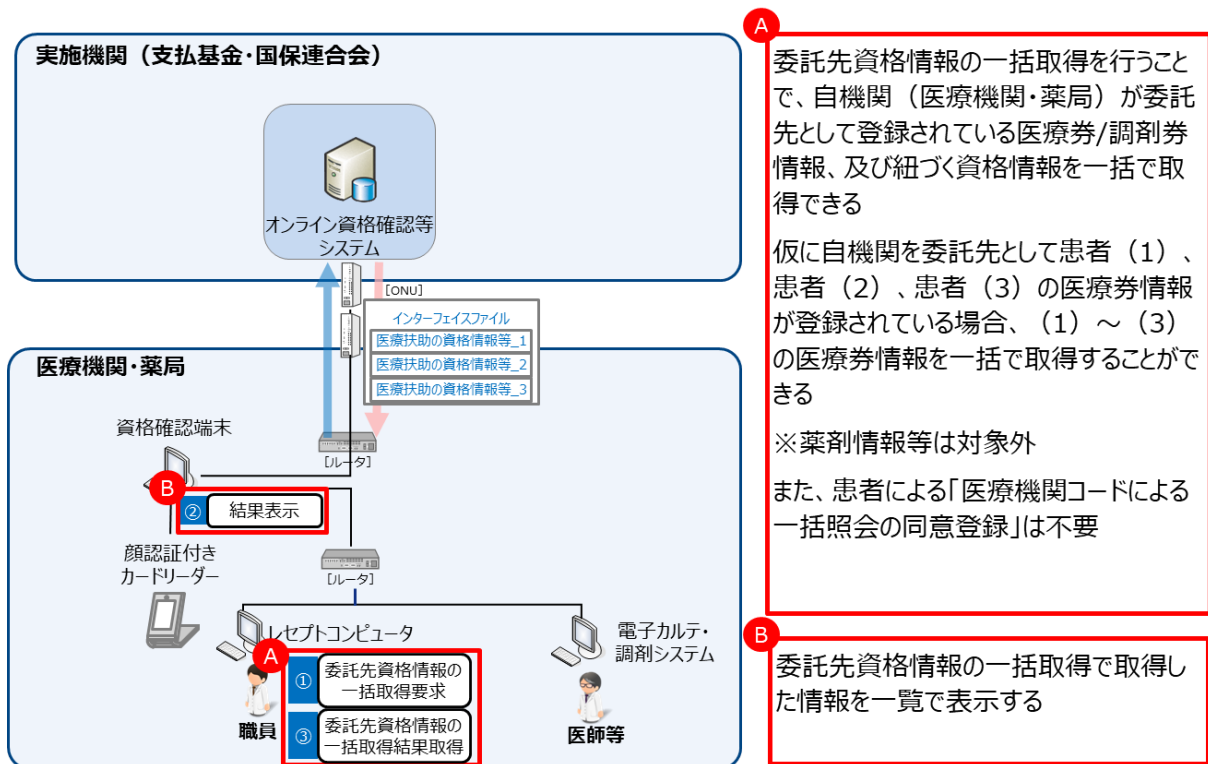 実施機関（支払基金・国保連合会）
オンライン資格確認等
システム
[ONU]
インターフェイスファイル
医療扶助の資格情報等_1
医療扶助の資格情報等_2
医療扶助の資格情報等_3
医療機関・薬局
資格確認端末
[ルータ]
B
② 結果表示
顔認証付き
カードリーダー
[ルータ]
レセプトコンピュータ
電子カルテ・
調剤システム
A
① 委託先資格情報の
一括取得要求
③ 委託先資格情報の
一括取得結果取得
職員
医師等
A
委託先資格情報の一括取得を行うこと
で、自機関（医療機関・薬局）が委託
先として登録されている医療券/調剤券
情報、及び紐づく資格情報を一括で取
得できる
仮に自機関を委託先として患者（1）、
患者（2）、患者（3）の医療券情報
が登録されている場合、（1）～（3）
の医療券情報を一括で取得することがで
きる
※薬剤情報等は対象外
また、患者による「医療機関コードによる
一括照会の同意登録」は不要
B
委託先資格情報の一括取得で取得し
た情報を一覧で表示する